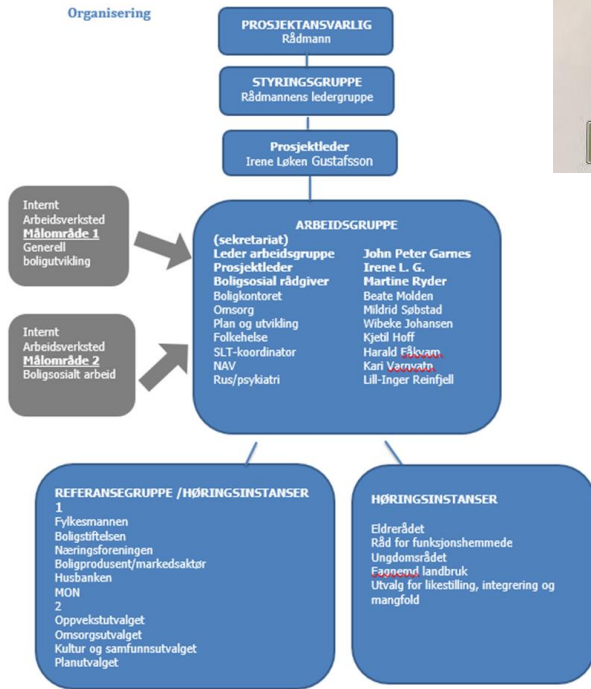 Organisering
PROSJEKTANSVARLIG
Rådmann
STYRINGSGRUPPE
Rådmannens ledergruppe
Prosjektleder
Irene Løken Gustafsson
Internt
Arbeidsverksted
Målområde 1
Generell
boligutvikling
Internt
Arbeidsverksted
Målområde 2
Boligsosialt arbeid
ARBEIDSGRUPPE
(sekretariat)
Leder arbeidsgruppe John Peter Garnes
Prosjektleder Irene L. G.
Boligsosial rådgiver Martine Ryder
Boligkontoret Beate Molden
Omsorg Mildrid Søbstad
Plan og utvikling Wibeke Johansen
Folkehelse Kjetil Hoff
SLT-koordinator Harald Fåkvam
NAV Kari Varnvatn
Rus/psykiatri Lill-Inger Reinfjell
REFERANSEGRUPPE /HØRINGSINSTANSER
1
Fylkesmannen
Boligstiftelsen
Næringsforeningen
Boligprodusent/markedsaktør
Husbanken
MON
2
Oppvekstutvalget
Omsorgsutvalget
Kultur og samfunnsutvalget
Planutvalget
HØRINGSINSTANSER
Eldrerådet
Råd for funksjonshemmede
Ungdomsrådet
Fagnemd landbruk
Utvalg for likestilling, integrering og
mangfold